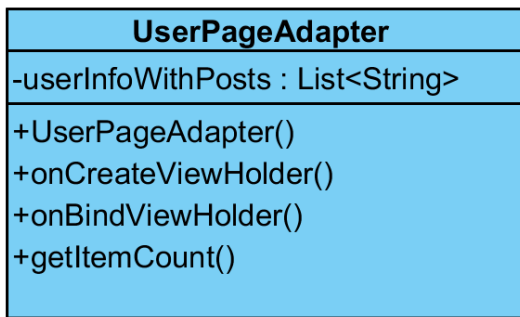 UserPageAdapter
-userInfoWithPosts : List<String>
+UserPageAdapter()
+onCreateViewHolder()
+onBindViewHolder()
+getItemCount()